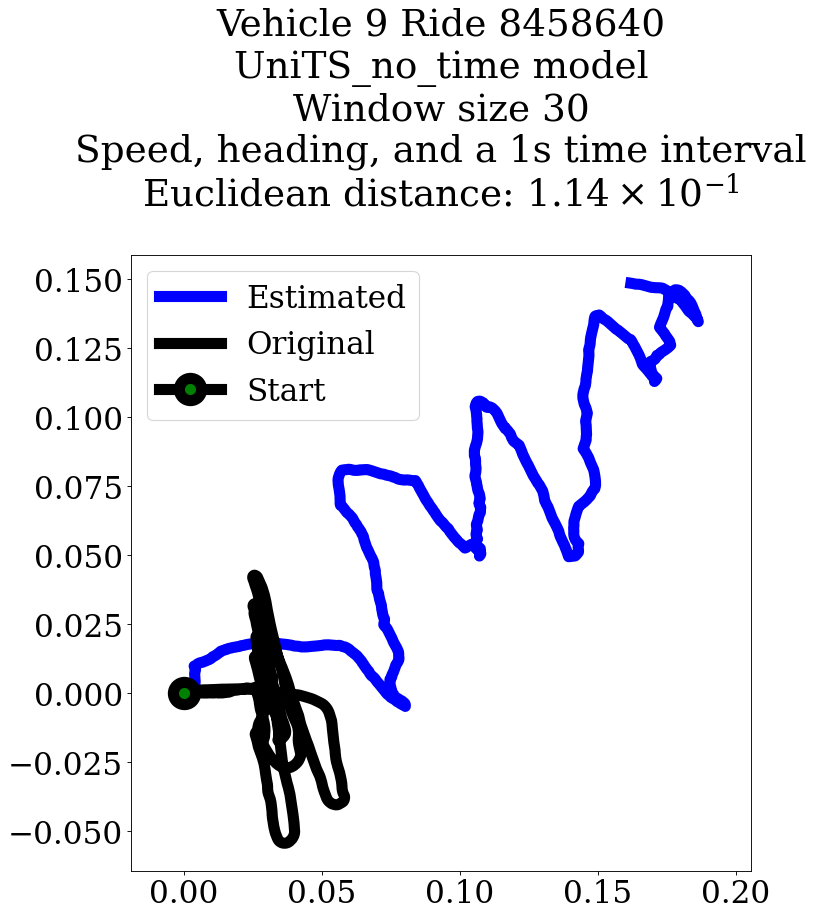 Vehicle 9 Ride 8458640
UniTS_no_time model
Window size 30
Speed, heading, and a 1s time interval
Euclidean distance: 1.14 × 10⁻¹
Estimated
Original
Start
0.150
0.125
0.100
0.075
0.050
0.025
0.000
−0.025
−0.050
0.00 0.05 0.10 0.15 0.20